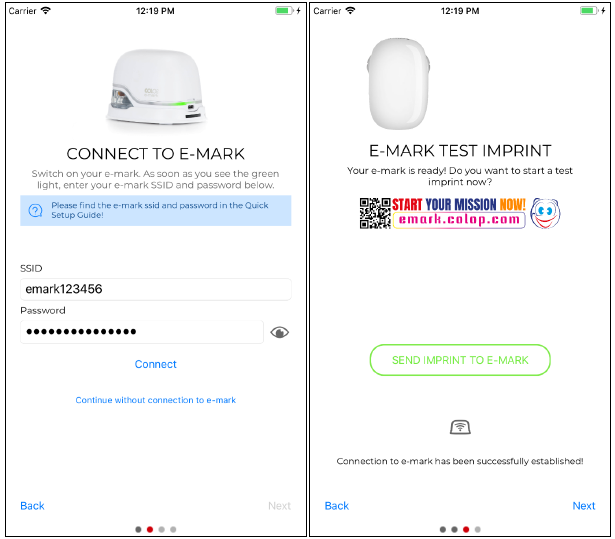 Carrier 12:19 PM
CONNECT TO E-MARK
Switch on your e-mark. As soon as you see the green
light, enter your e-mark SSID and password below.
Please find the e-mark ssid and password in the Quick
Setup Guide!
SSID
emark123456
Password
•••••••••••••••
Connect
Continue without connection to e-mark
Back Next
Carrier 12:19 PM
E-MARK TEST IMPRINT
Your e-mark is ready! Do you want to start a test
imprint now?
START YOUR MISSION NOW!
emark.colop.com
SEND IMPRINT TO E-MARK
Connection to e-mark has been successfully established!
Back Next